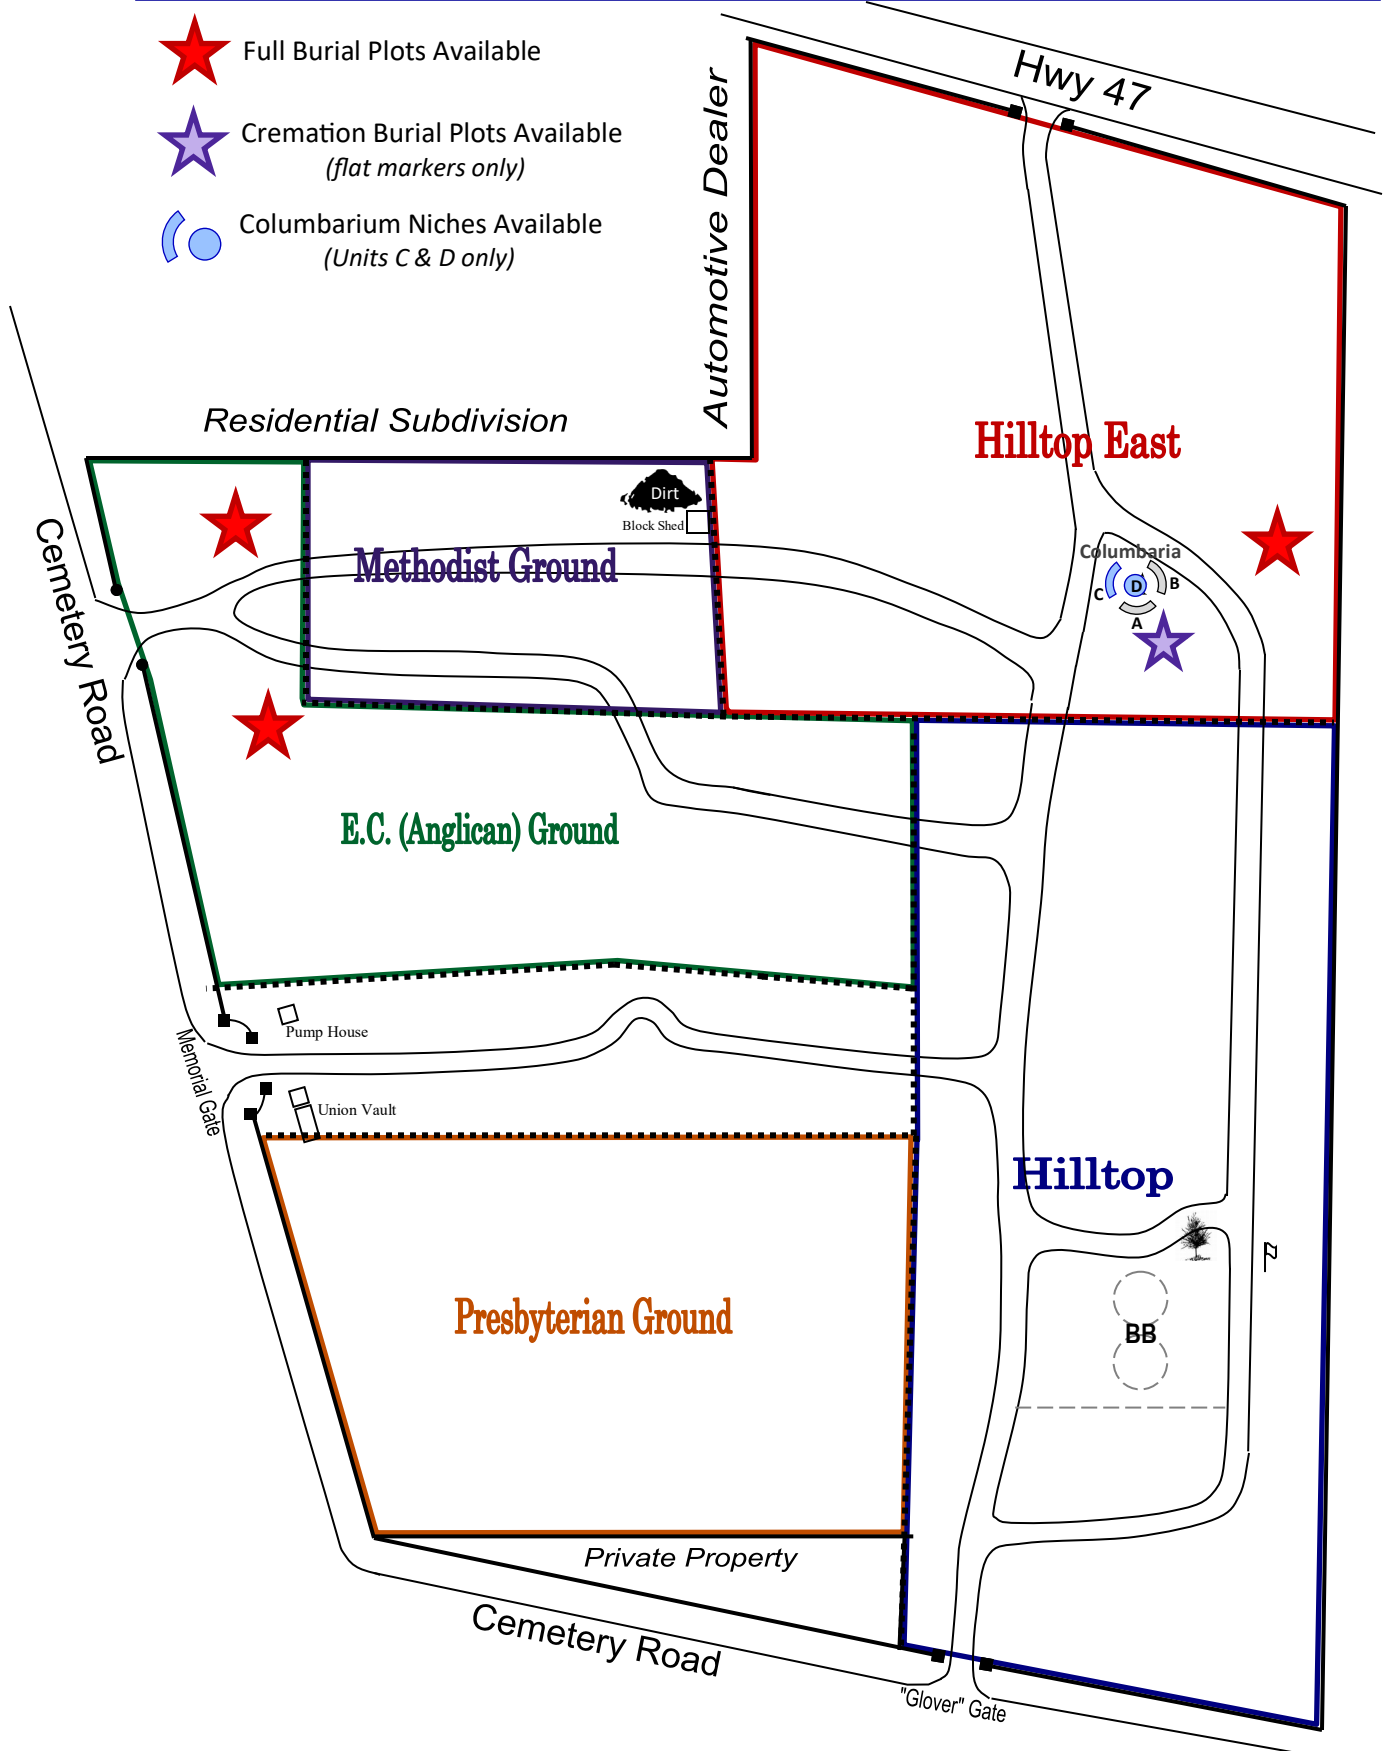 Full Burial Plots Available
Cremation Burial Plots Available
(flat markers only)
Columbarium Niches Available
(Units C & D only)
Hwy 47
Automotive Dealer
Residential Subdivision
Hilltop East
Dirt
Block Shed
Methodist Ground
Cemetery Road
Columbaria
C
D
B
A
E.C. (Anglican) Ground
Pump House
Memorial Gate
Union Vault
Hilltop
Presbyterian Ground
BB
Private Property
Cemetery Road
"Glover" Gate